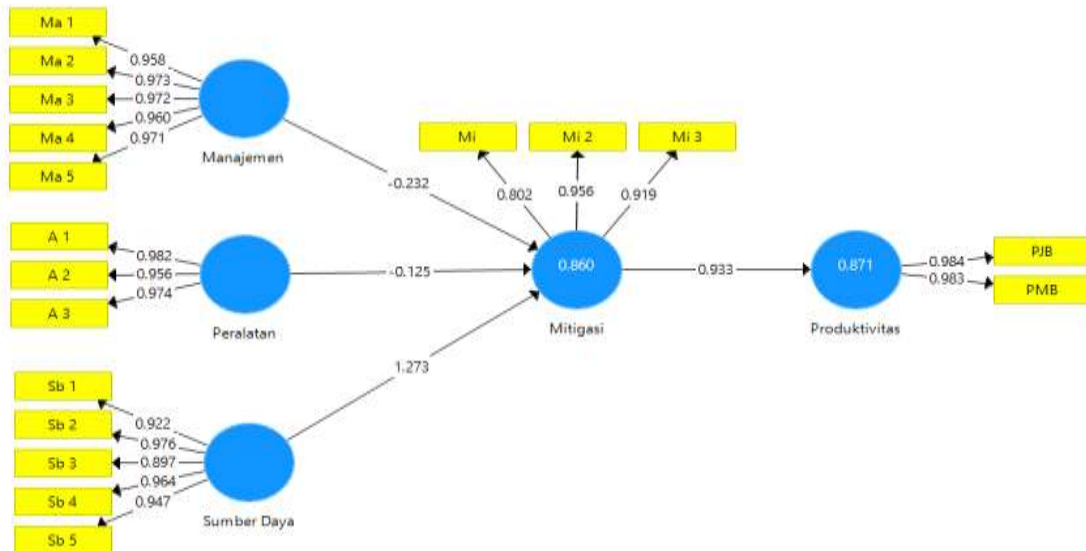 Ma 1
Ma 2
Ma 3
Ma 4
Ma 5
0.958
0.973
0.972
0.960
0.971
Manajemen
-0.232
Mi
Mi 2
Mi 3
0.802
0.956
0.919
A 1
A 2
A 3
0.982
0.956
0.974
Peralatan
-0.125
0.860
Mitigasi
0.933
0.871
Produktivitas
0.984
0.983
PJB
PMB
1.273
Sb 1
Sb 2
Sb 3
Sb 4
Sb 5
0.922
0.976
0.897
0.964
0.947
Sumber Daya